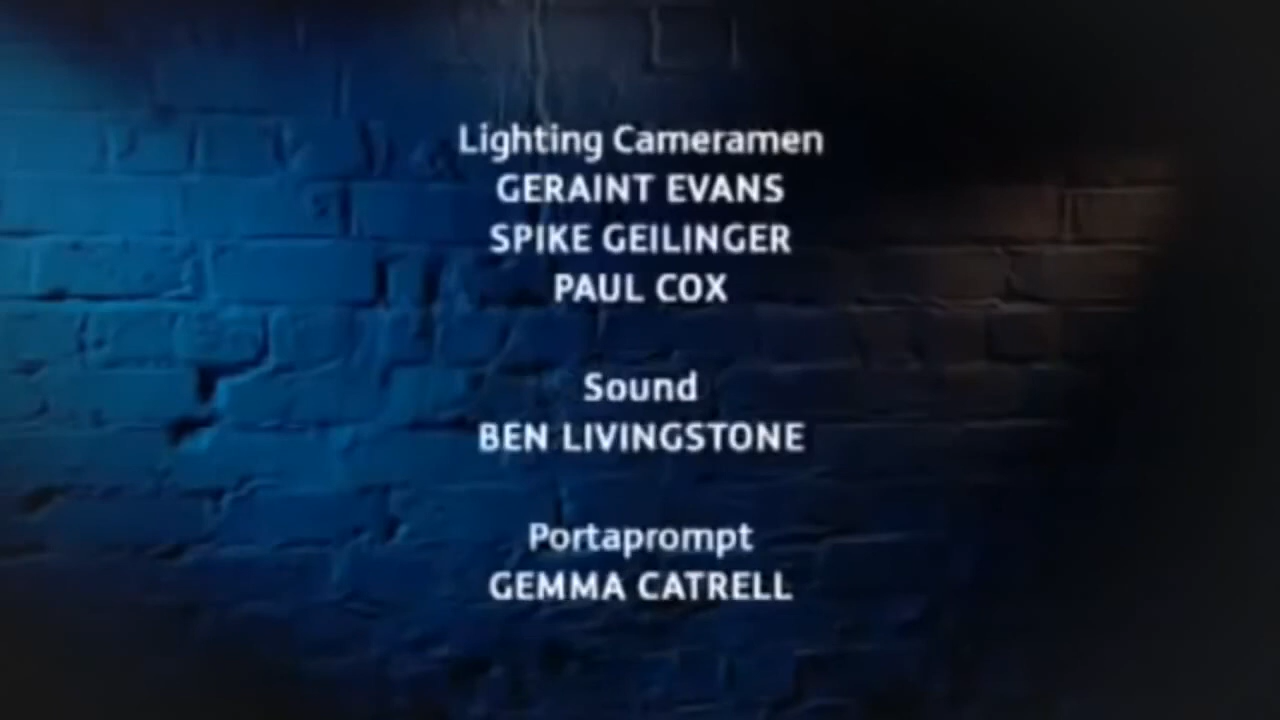 Lighting Cameramen
GERAINT EVANS
SPIKE GEILINGER
PAUL COX
Sound
BEN LIVINGSTONE
Portaprompt
GEMMA CATRELL